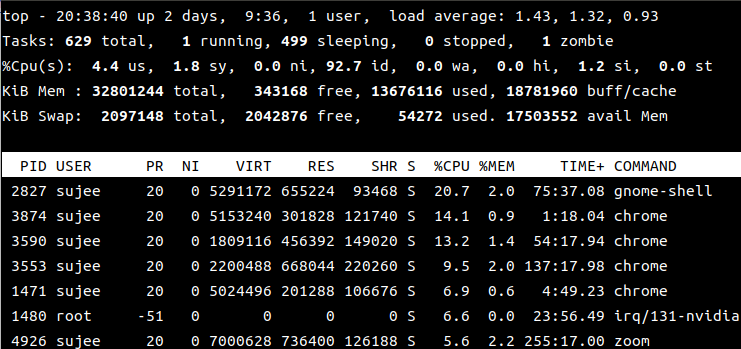 top - 20:38:40 up 2 days,  9:36,  1 user,  load average: 1.43, 1.32, 0.93
Tasks: 629 total,   1 running, 499 sleeping,   0 stopped,   1 zombie
%Cpu(s):  4.4 us,  1.8 sy,  0.0 ni, 92.7 id,  0.0 wa,  0.0 hi,  1.2 si,  0.0 st
KiB Mem : 32801244 total,   343168 free, 13676116 used, 18781960 buff/cache
KiB Swap:  2097148 total,  2042876 free,    54272 used. 17503552 avail Mem
PID USER      PR  NI    VIRT    RES    SHR S  %CPU %MEM     TIME+ COMMAND
2827 sujee     20   0 5291172 655224  93468 S  20.7  2.0  75:37.08 gnome-shell
3874 sujee     20   0 5153240 301828 121740 S  14.1  0.9   1:18.04 chrome
3590 sujee     20   0 1809116 456392 149020 S  13.2  1.4  54:17.94 chrome
3553 sujee     20   0 2200488 668044 220260 S   9.5  2.0 137:17.98 chrome
1471 sujee     20   0 5024496 201288 106676 S   6.9  0.6   4:49.23 chrome
1480 root     -51   0       0      0      0 S   6.6  0.0  23:56.49 irq/131-nvidia
4926 sujee     20   0 7000628 736400 126188 S   5.6  2.2 255:17.00 zoom